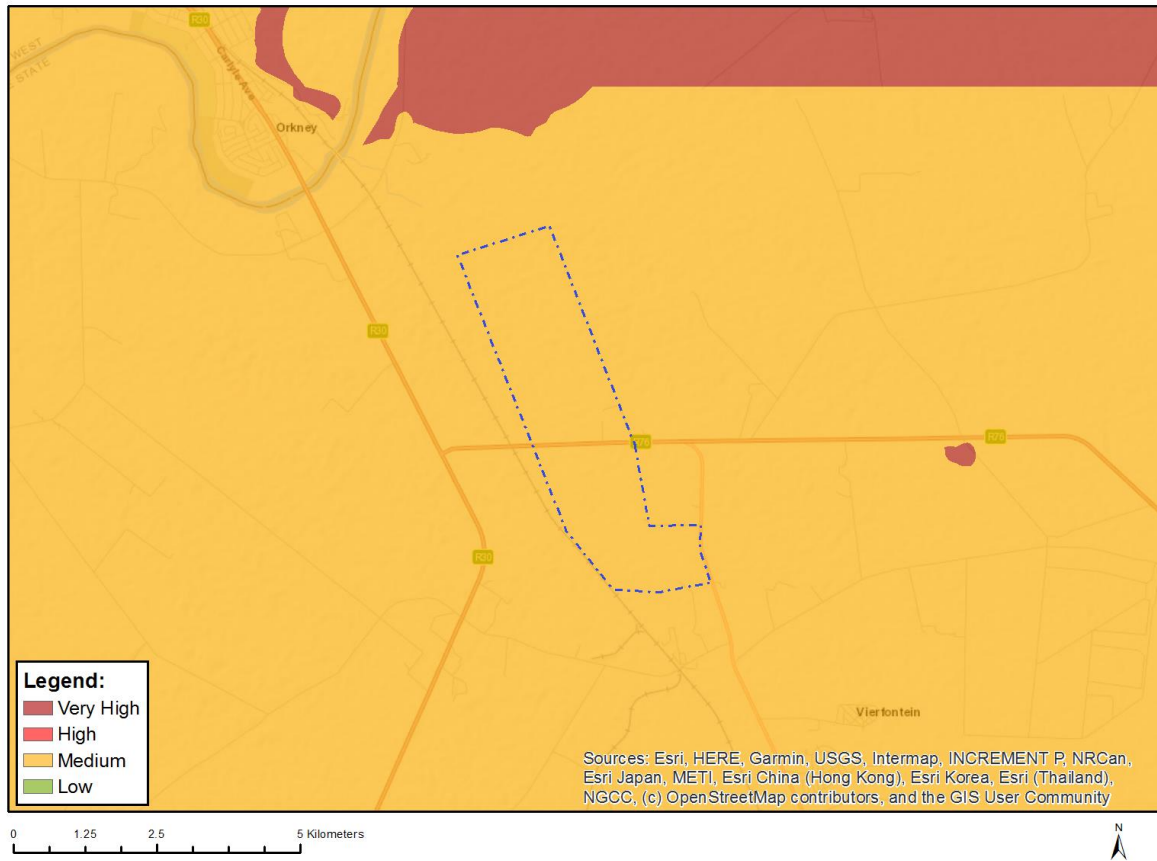 R30
WEST
STATE
Carlyle Ave
Orkney
R30
R76
R76
R30
Vierfontein
Legend:
Very High
High
Medium
Low
Sources: Esri, HERE, Garmin, USGS, Intermap, INCREMENT P, NRCan,
Esri Japan, METI, Esri China (Hong Kong), Esri Korea, Esri (Thailand),
NGCC, (c) OpenStreetMap contributors, and the GIS User Community
0 1.25 2.5 5 Kilometers
N